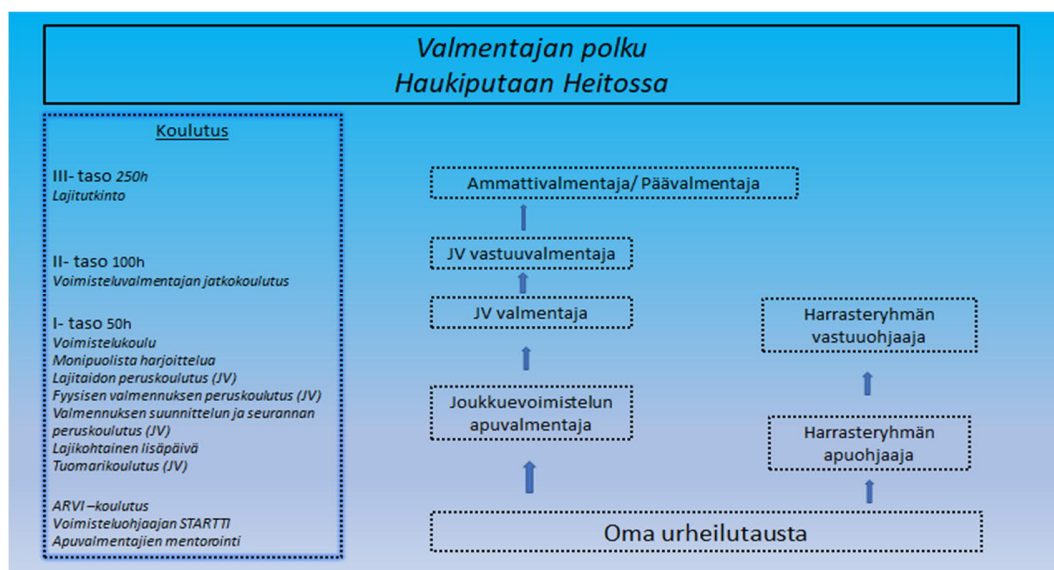 Valmentajan polku
Haukiputaan Heitossa
Koulutus
III- taso 250h
Lajitutkinto
II- taso 100h
Voimisteluvalmentajan jatkokoulutus
I- taso 50h
Voimistelukoulu
Monipuolista harjoittelua
Lajitaidon peruskoulutus (JV)
Fyysisen valmennuksen peruskoulutus (JV)
Valmennuksen suunnittelun ja seurannan
peruskoulutus (JV)
Lajikohtainen lisäpäivä
Tuomarikoulutus (JV)
ARVI –koulutus
Voimisteluohjaajan STARTTI
Apuvalmentajien mentorointi
Ammattivalmentaja/ Päävalmentaja
JV vastuuvalmentaja
JV valmentaja
Joukkuevoimistelun
apuvalmentaja
Harrasteryhmän
vastuuohjaaja
Harrasteryhmän
apuohjaaja
Oma urheilutausta